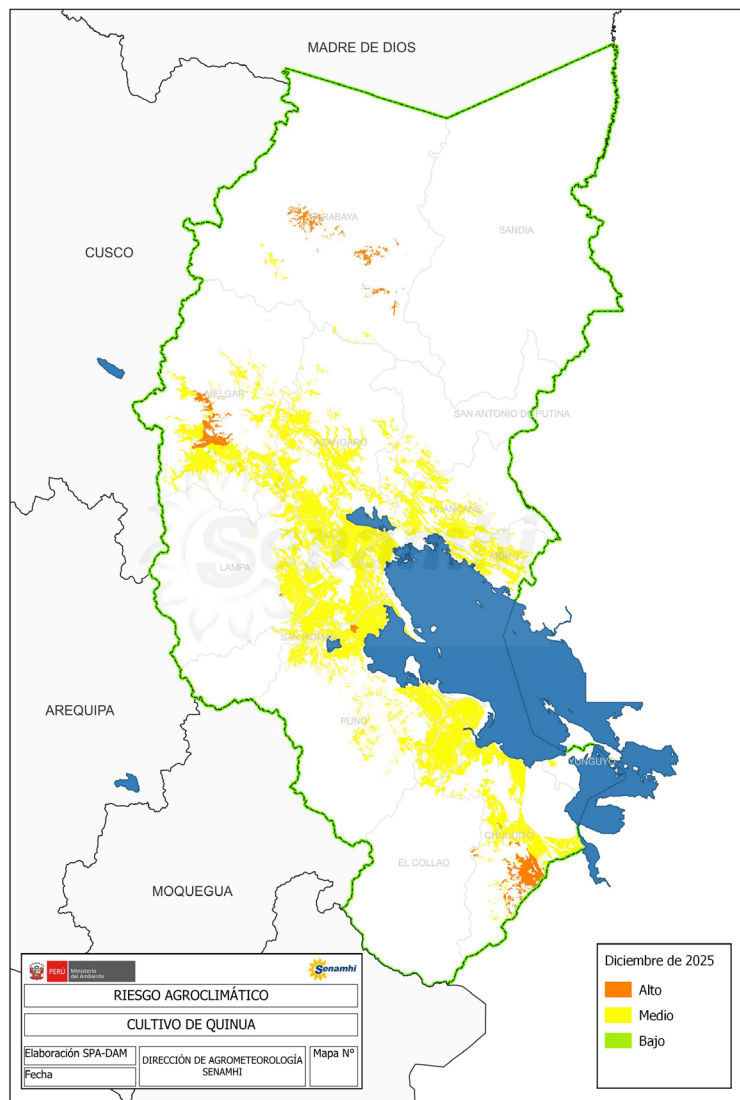 MADRE DE DIOS
CARABAYA
SANDIA
CUSCO
MELGAR
SAN ANTONIO DE PUTINA
AZANGARO
HUANCANE
Senamhi
LAMPA
MOHO
SAN ROMAN
AREQUIPA
PUNO
YUNGUYO
CHUCUITO
EL COLLAO
MOQUEGUA
PERÚ
Ministerio
del Ambiente
Senamhi
RIESGO AGROCLIMÁTICO
CULTIVO DE QUINUA
Elaboración SPA-DAM
Fecha
DIRECCIÓN DE AGROMETEOROLOGÍA
SENAMHI
Mapa N°
Diciembre de 2025
Alto
Medio
Bajo